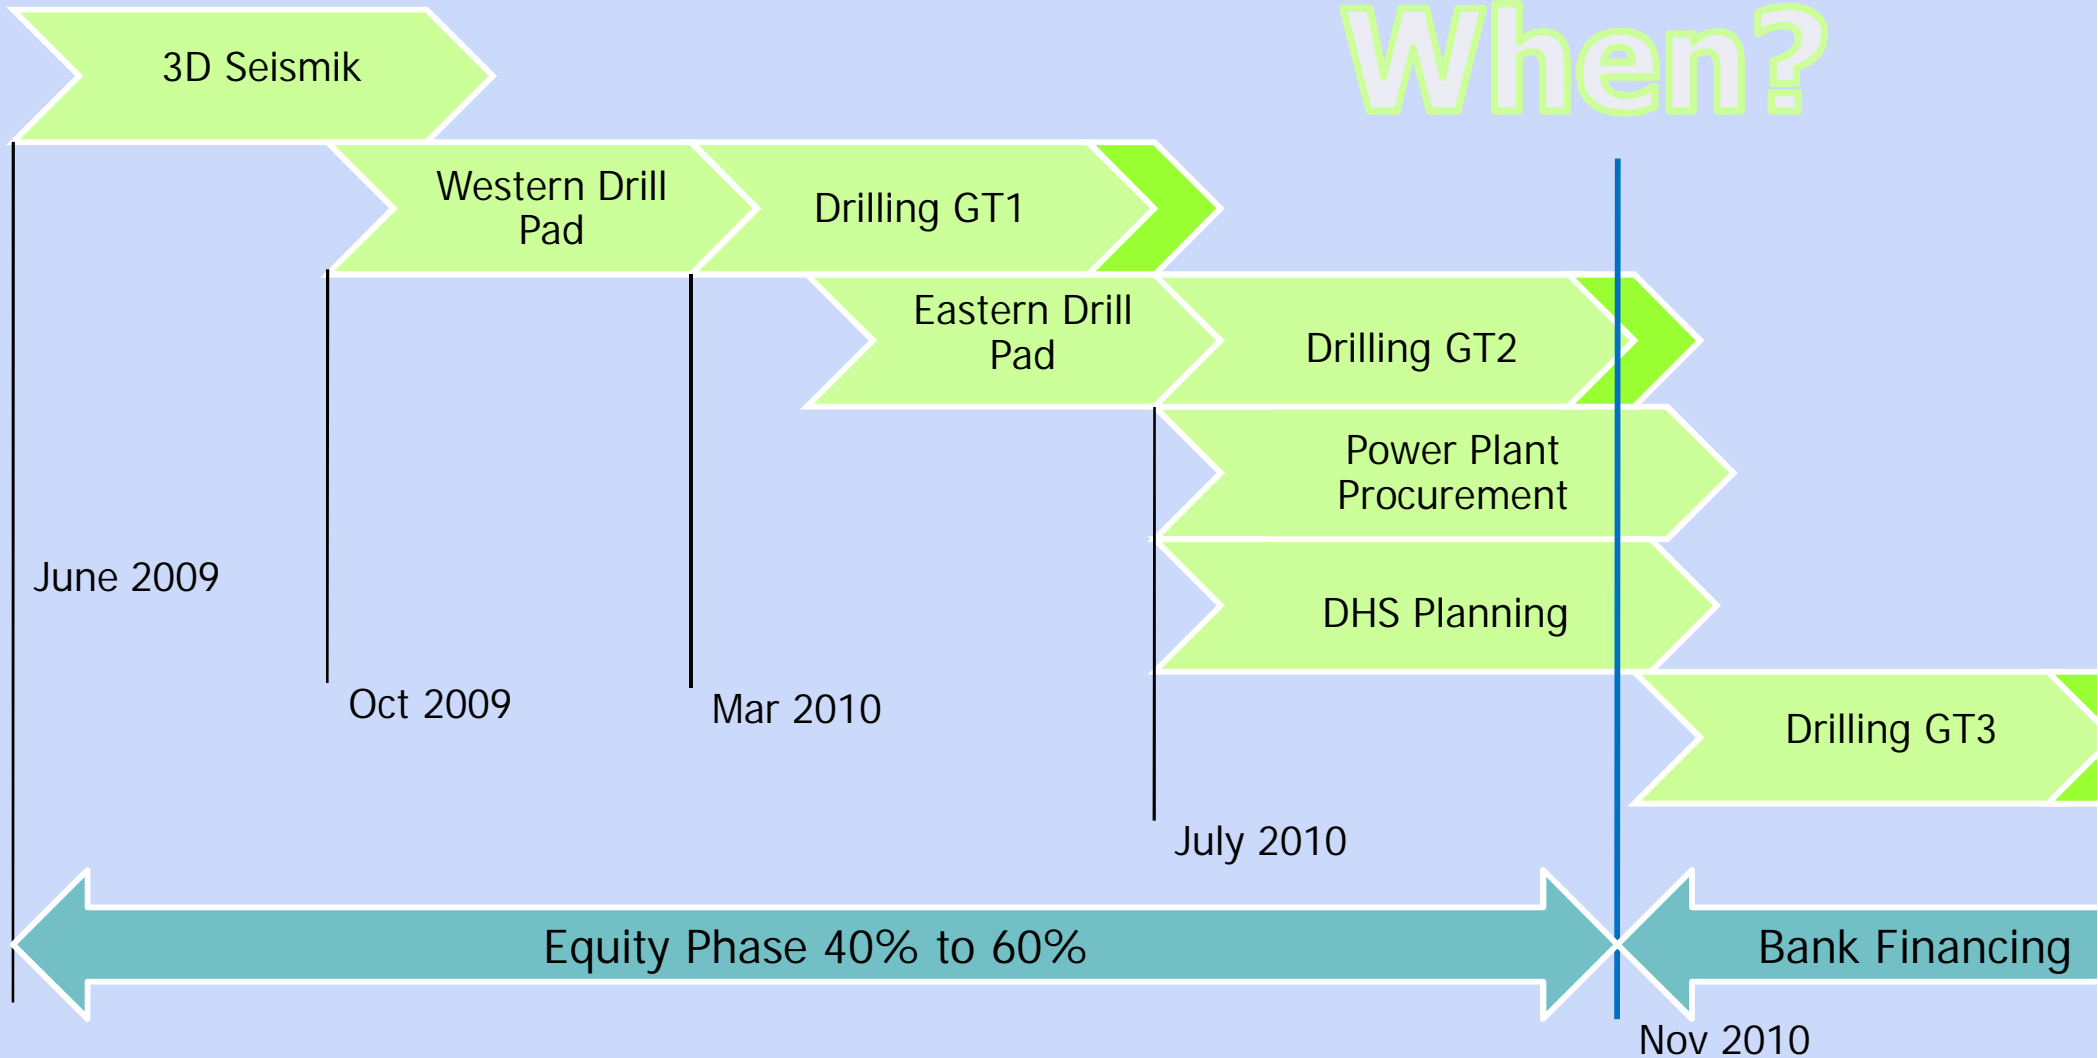 When?
3D Seismik
Western Drill
Pad
Drilling GT1
Eastern Drill
Pad
Drilling GT2
Power Plant
Procurement
DHS Planning
June 2009
Oct 2009
Mar 2010
Drilling GT3
July 2010
Equity Phase 40% to 60%
Bank Financing
Nov 2010